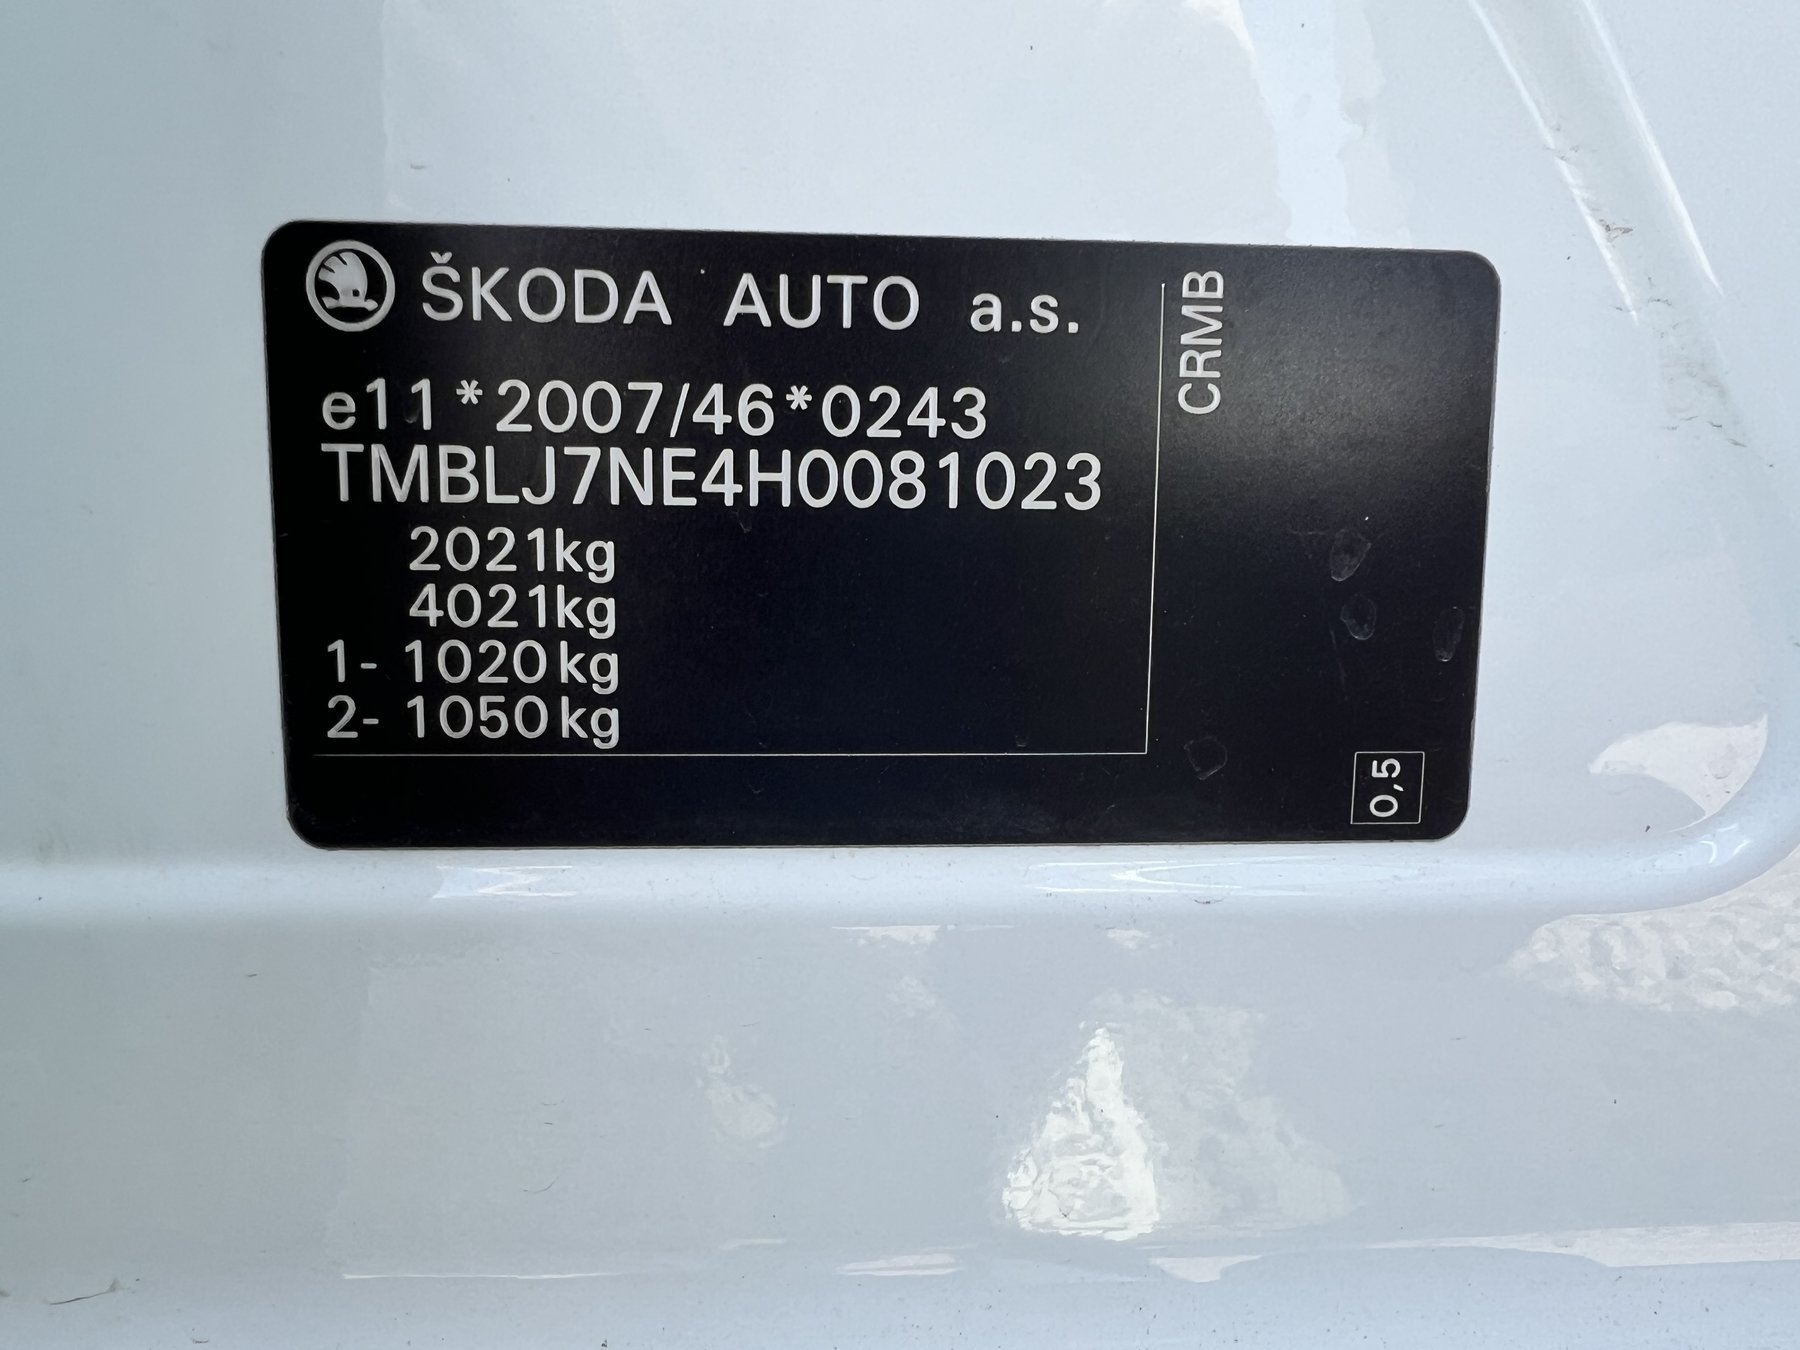 ŠKODA AUTO a.s.
e11*2007/46*0243
TMBLJ7NE4H0081023
2021kg
4021kg
1- 1020kg
2- 1050kg
CRMB
0,5